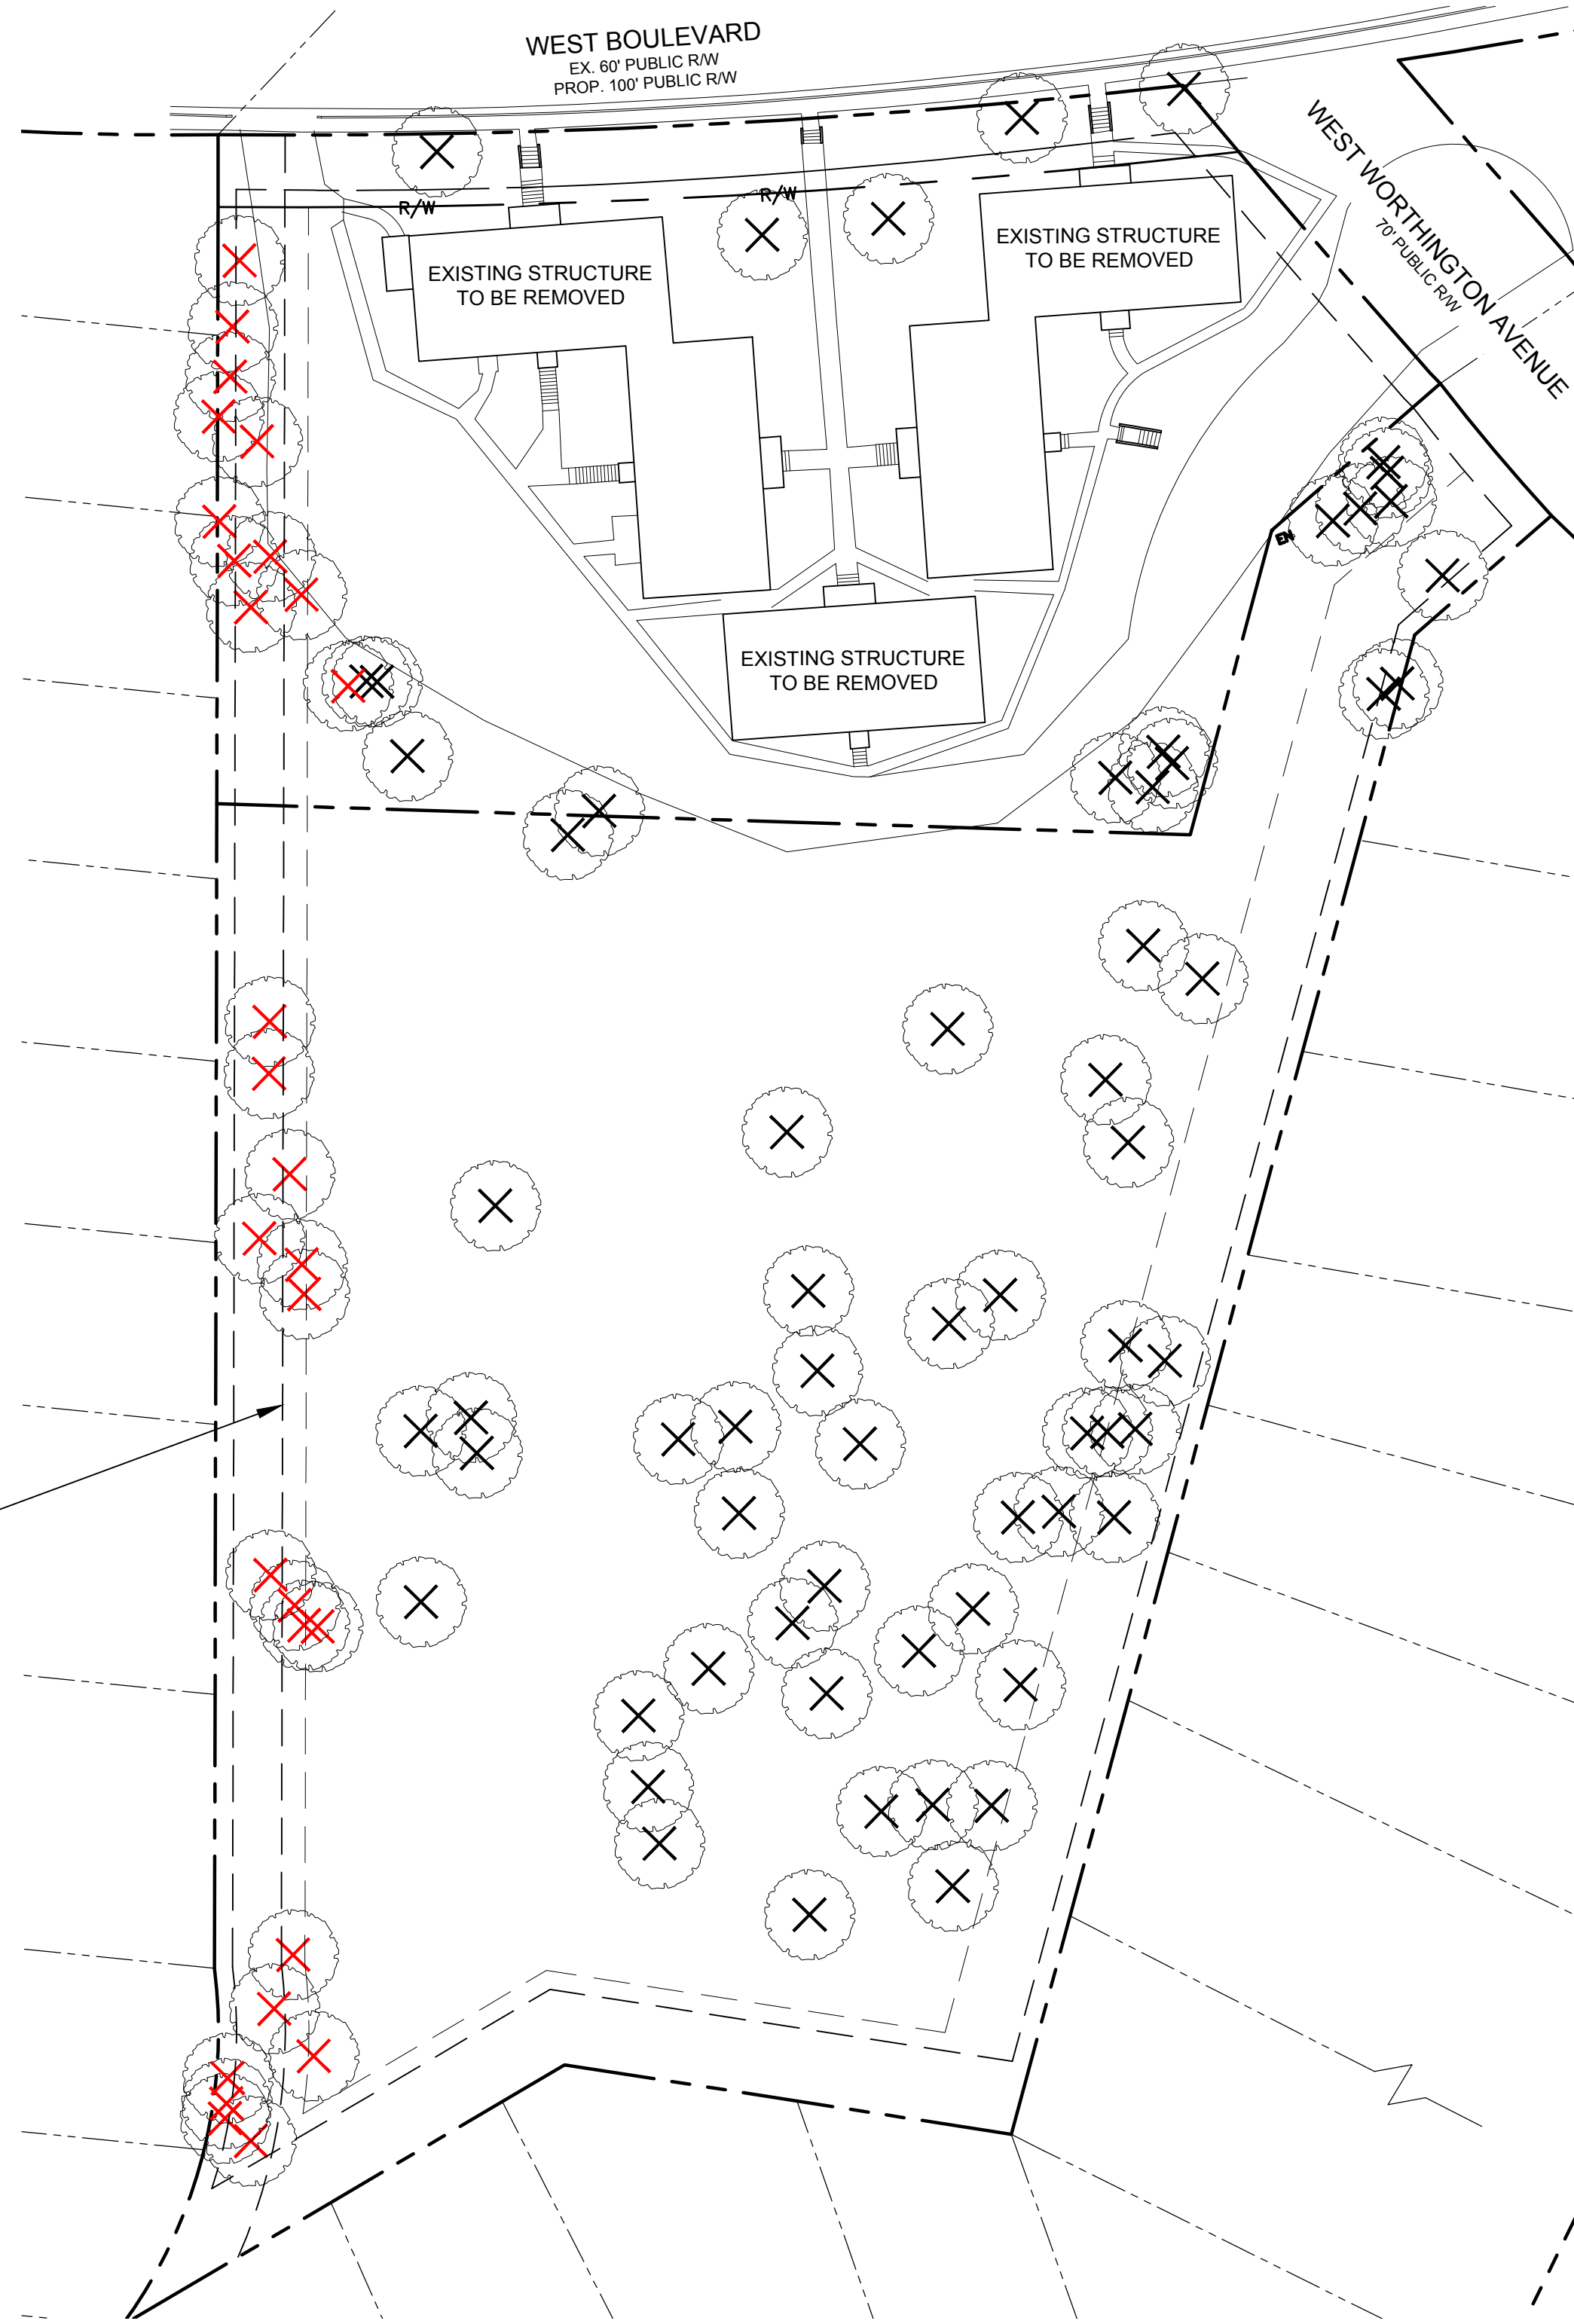 WEST BOULEVARD
EX. 60' PUBLIC R/W
PROP. 100' PUBLIC R/W
WEST WORTHINGTON AVENUE
70' PUBLIC R/W
R/W
R/W
EXISTING STRUCTURE
TO BE REMOVED
EXISTING STRUCTURE
TO BE REMOVED
EN
EXISTING STRUCTURE
TO BE REMOVED